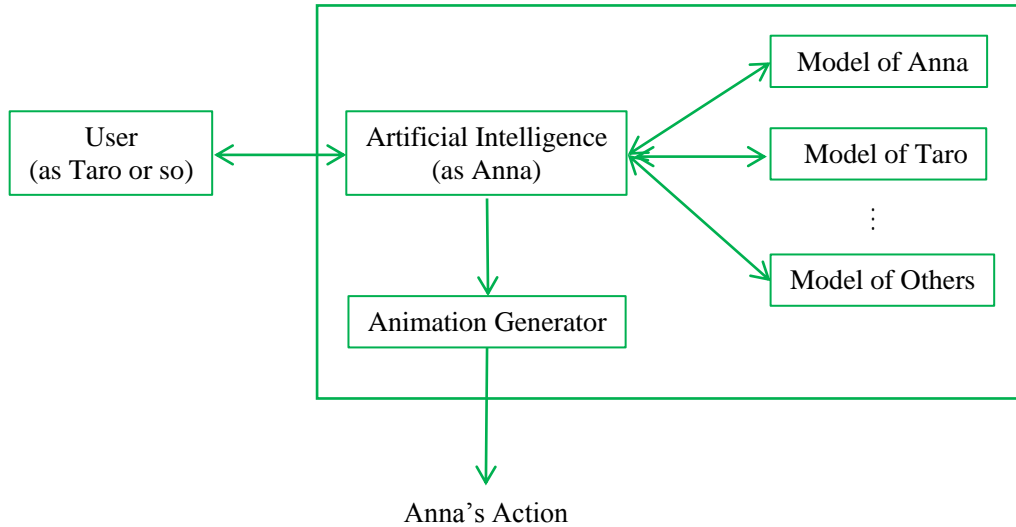 Model of Anna
User
(as Taro or so)
Artificial Intelligence
(as Anna)
Model of Taro
⋮
Model of Others
Animation Generator
Anna’s Action